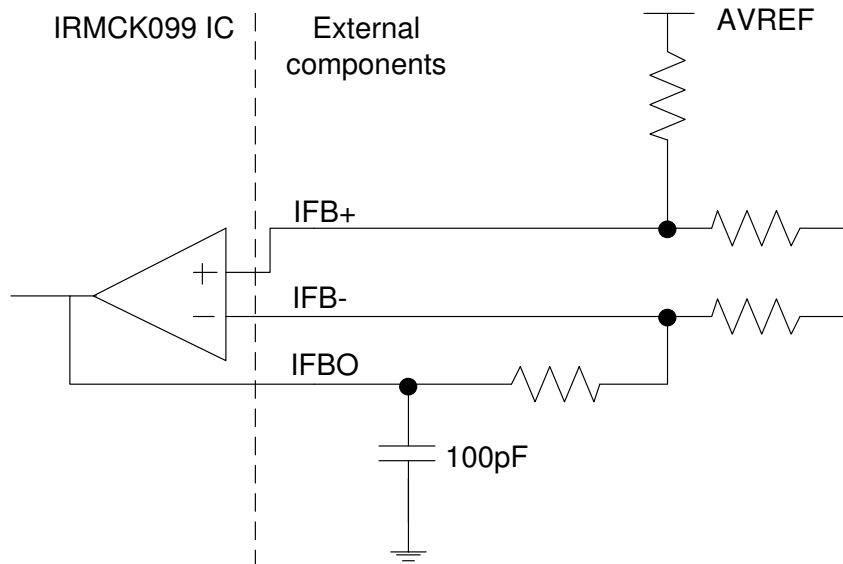 IRMCK099 IC
External
components
AVREF
IFB+
+
IFB-
−
IFBO
100pF